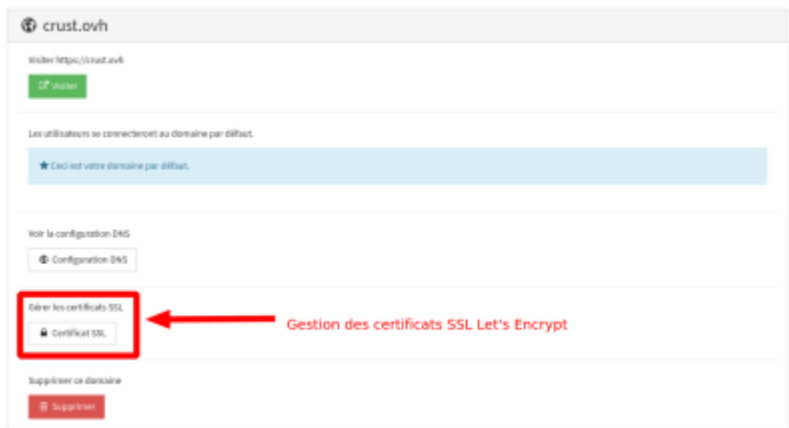 crust.ovh
Visiter https://crust.ovh
Visiter
Les utilisateurs se connecteront au domaine par défaut.
Ceci est votre domaine par défaut.
Voir la configuration DNS
Configuration DNS
Gérer les certificats SSL
Certificat SSL
Gestion des certificats SSL Let's Encrypt
Supprimer ce domaine
Supprimer